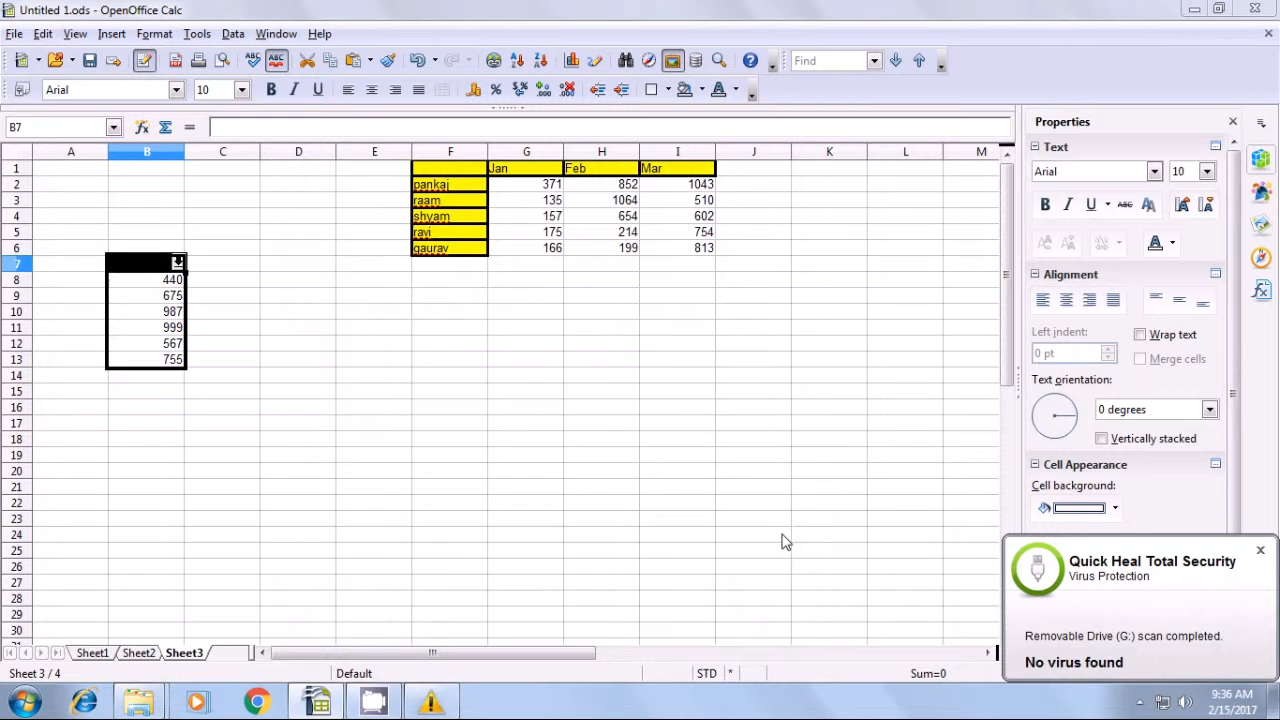 Untitled 1.ods - OpenOffice Calc
File Edit View Insert Format Tools Data Window Help
Find
Arial 10
B7
A B C D E F G H I J K L M
1 Jan Feb Mar
2 pankaj 371 852 1043
3 raam 135 1064 510
4 shyam 157 654 602
5 ravi 175 214 754
6 gaurav 166 199 813
7
8 440
9 675
10 987
11 999
12 567
13 755
14
15
16
17
18
19
20
21
22
23
24
25
26
27
28
29
30
Properties
Text
Arial 10
Alignment
Left indent: Wrap text
0 pt Merge cells
Text orientation:
0 degrees
Vertically stacked
Cell Appearance
Cell background:
Quick Heal Total Security
Virus Protection
Removable Drive (G:) scan completed.
No virus found
Sheet1 Sheet2 Sheet3
Sheet 3 / 4 Default STD * Sum=0
9:36 AM
2/15/2017